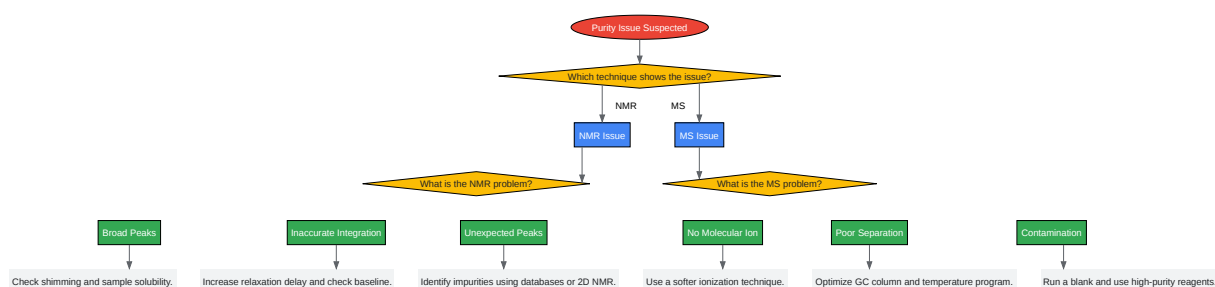 Purity Issue Suspected
Which technique shows the issue?
NMR
MS
NMR Issue
MS Issue
What is the NMR problem?
What is the MS problem?
Broad Peaks
Inaccurate Integration
Unexpected Peaks
No Molecular Ion
Poor Separation
Contamination
Check shimming and sample solubility.
Increase relaxation delay and check baseline.
Identify impurities using databases or 2D NMR.
Use a softer ionization technique.
Optimize GC column and temperature program.
Run a blank and use high-purity reagents.